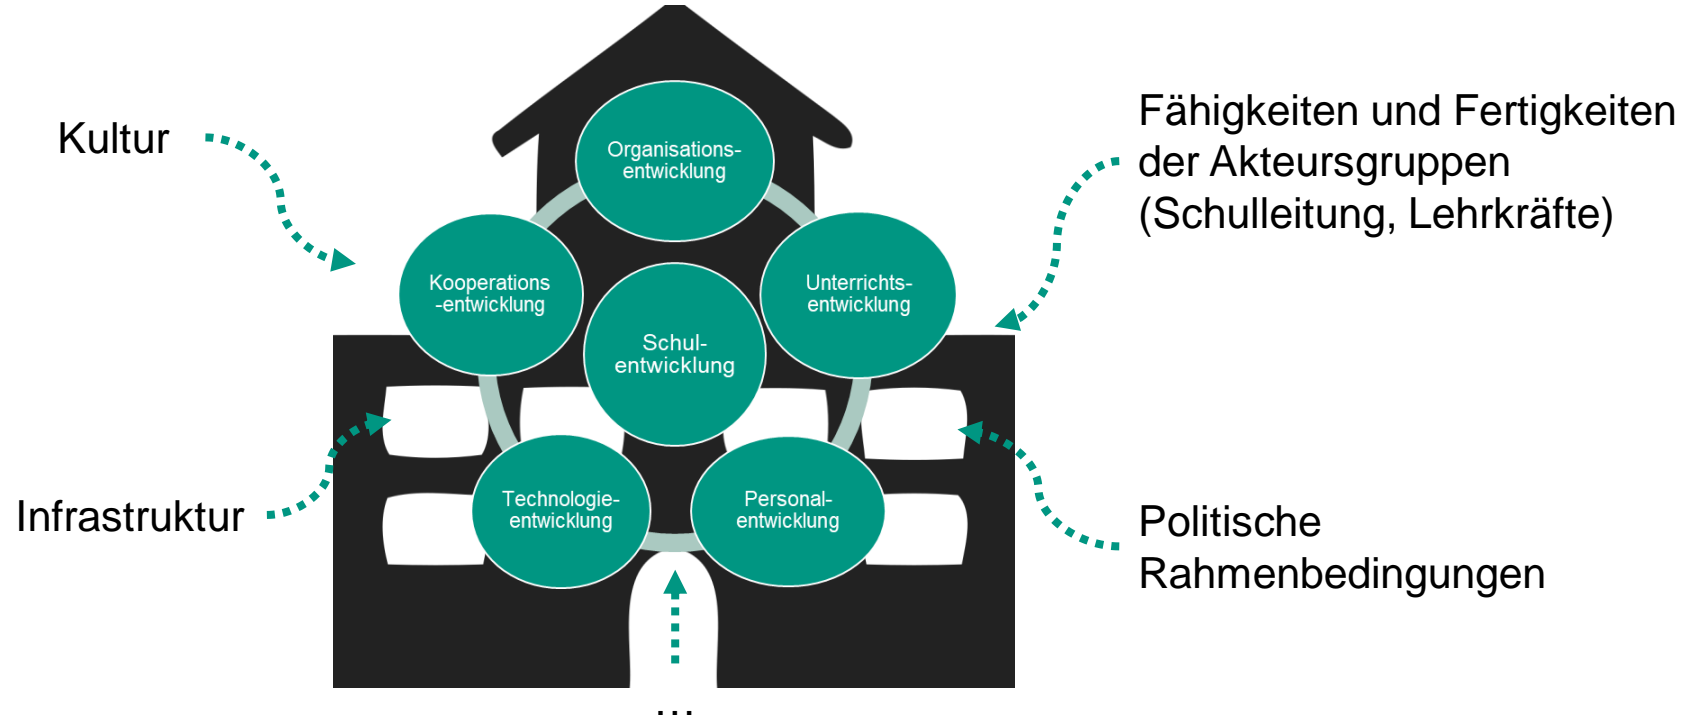 Kultur
Fähigkeiten und Fertigkeiten
der Akteursgruppen
(Schulleitung, Lehrkräfte)
Organisations-
entwicklung
Kooperations
-entwicklung
Unterrichts-
entwicklung
Schul-
entwicklung
Infrastruktur
Technologie-
entwicklung
Personal-
entwicklung
Politische
Rahmenbedingungen
...